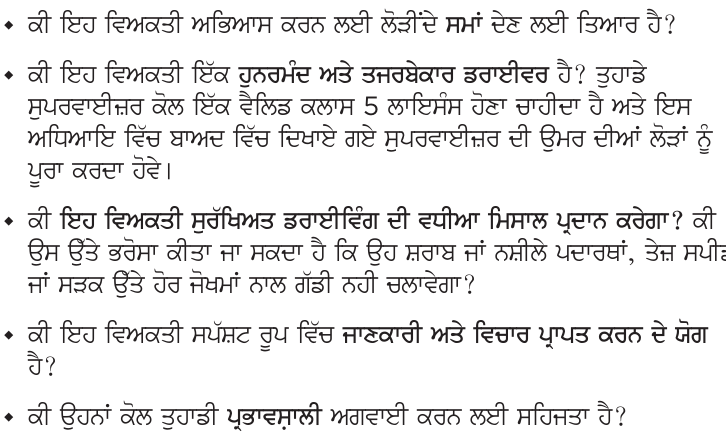 • ਕੀ ਇਹ ਵਿਅਕਤੀ ਅਭਿਆਸ ਕਰਨ ਲਈ ਲੋੜੀਂਦੇ ਸਮਾਂ ਦੇਣ ਲਈ ਤਿਆਰ ਹੈ?
• ਕੀ ਇਹ ਵਿਅਕਤੀ ਇੱਕ ਹੁਨਰਮੰਦ ਅਤੇ ਤਜਰਬੇਕਾਰ ਡਰਾਈਵਰ ਹੈ? ਤੁਹਾਡੇ
ਸੁਪਰਵਾਈਜ਼ਰ ਕੋਲ ਇੱਕ ਵੈਲਿਡ ਕਲਾਸ 5 ਲਾਇਸੰਸ ਹੋਣਾ ਚਾਹੀਦਾ ਹੈ ਅਤੇ ਇਸ
ਅਧਿਆਇ ਵਿੱਚ ਬਾਅਦ ਵਿੱਚ ਦਿਖਾਏ ਗਏ ਸੁਪਰਵਾਈਜ਼ਰ ਦੀ ਉਮਰ ਦੀਆਂ ਲੋੜਾਂ ਨੂੰ
ਪੂਰਾ ਕਰਦਾ ਹੋਵੇ।
• ਕੀ ਇਹ ਵਿਅਕਤੀ ਸੁਰੱਖਿਅਤ ਡਰਾਈਵਿੰਗ ਦੀ ਵਧੀਆ ਮਿਸਾਲ ਪ੍ਰਦਾਨ ਕਰੇਗਾ? ਕੀ
ਉਸ ਉੱਤੇ ਭਰੋਸਾ ਕੀਤਾ ਜਾ ਸਕਦਾ ਹੈ ਕਿ ਉਹ ਸ਼ਰਾਬ ਜਾਂ ਨਸ਼ੀਲੇ ਪਦਾਰਥਾਂ, ਤੇਜ਼ ਸਪੀਡ
ਜਾਂ ਸੜਕ ਉੱਤੇ ਹੋਰ ਜੋਖਮਾਂ ਨਾਲ ਗੱਡੀ ਨਹੀ ਚਲਾਵੇਗਾ?
• ਕੀ ਇਹ ਵਿਅਕਤੀ ਸਪੱਸ਼ਟ ਰੂਪ ਵਿੱਚ ਜਾਣਕਾਰੀ ਅਤੇ ਵਿਚਾਰ ਪ੍ਰਾਪਤ ਕਰਨ ਦੇ ਯੋਗ
ਹੈ?
• ਕੀ ਉਹਨਾਂ ਕੋਲ ਤੁਹਾਡੀ ਪ੍ਰਭਾਵਸ਼ਾਲੀ ਅਗਵਾਈ ਕਰਨ ਲਈ ਸਹਿਜਤਾ ਹੈ?